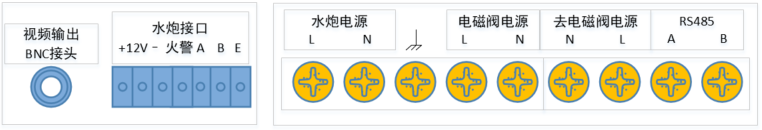 视频输出
BNC接头
水炮接口
+12V - 火警 A B E
水炮电源
L N
电磁阀电源
L N
去电磁阀电源
N L
RS485
A B